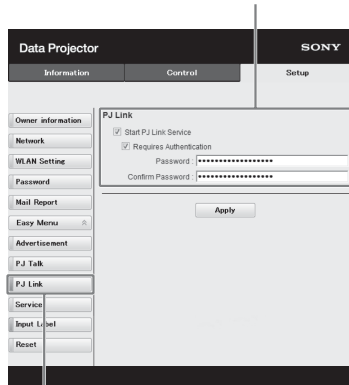 Data Projector
SONY
Information
Control
Setup
Owner information
Network
WLAN Setting
Password
Mail Report
Easy Menu
Advertisement
PJ Talk
PJ Link
Service
Input Label
Reset
PJ Link
Start PJ Link Service
Requires Authentication
Password : ••••••••••••••••••
Confirm Password : ••••••••••••••••••
Apply